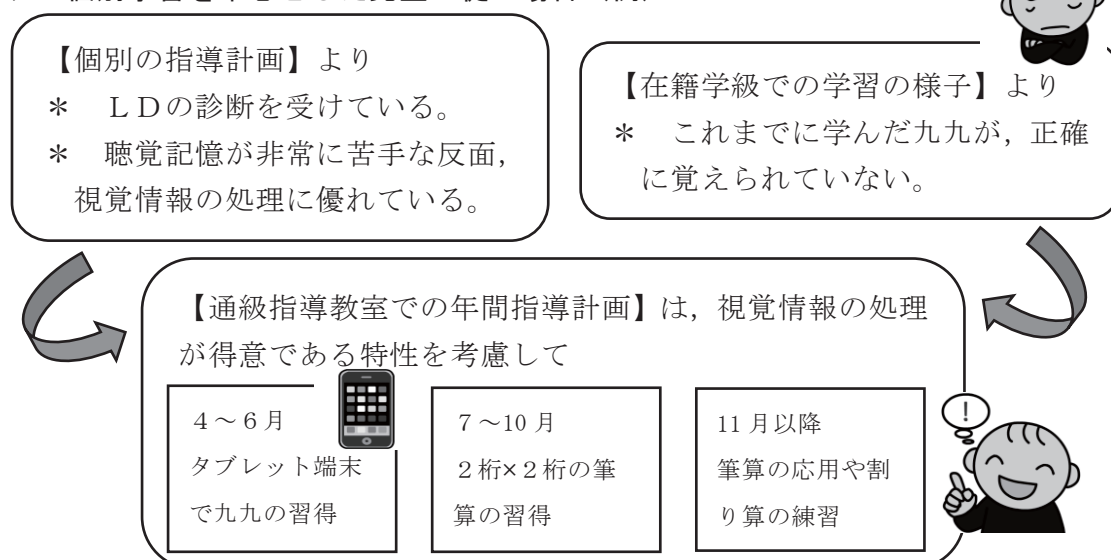 【個別の指導計画】より
＊　ＬＤの診断を受けている。
＊　聴覚記憶が非常に苦手な反面，
視覚情報の処理に優れている。
【在籍学級での学習の様子】より
＊　これまでに学んだ九九が，正確
に覚えられていない。
【通級指導教室での年間指導計画】は，視覚情報の処理
が得意である特性を考慮して
４～６月
タブレット端末
で九九の習得
７～10 月
２桁×２桁の筆
算の習得
11 月以降
筆算の応用や割
り算の練習
！